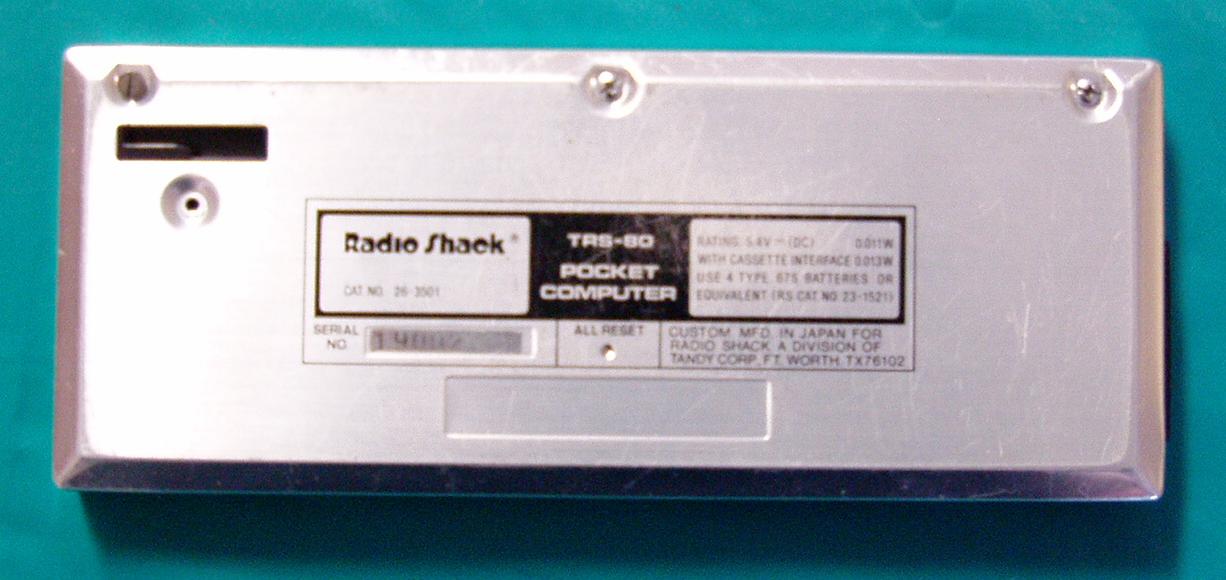 Radio Shack®
CAT. NO. 26-3501
TRS-80
POCKET
COMPUTER
RATING: 5.4V ⎓ (DC) 0.011W
WITH CASSETTE INTERFACE 0.013W
USE 4 TYPE 675 BATTERIES OR
EQUIVALENT (RS CAT. NO. 23-1521)
SERIAL
NO.
ALL RESET
CUSTOM MFD. IN JAPAN FOR
RADIO SHACK, A DIVISION OF
TANDY CORP., FT. WORTH, TX76102